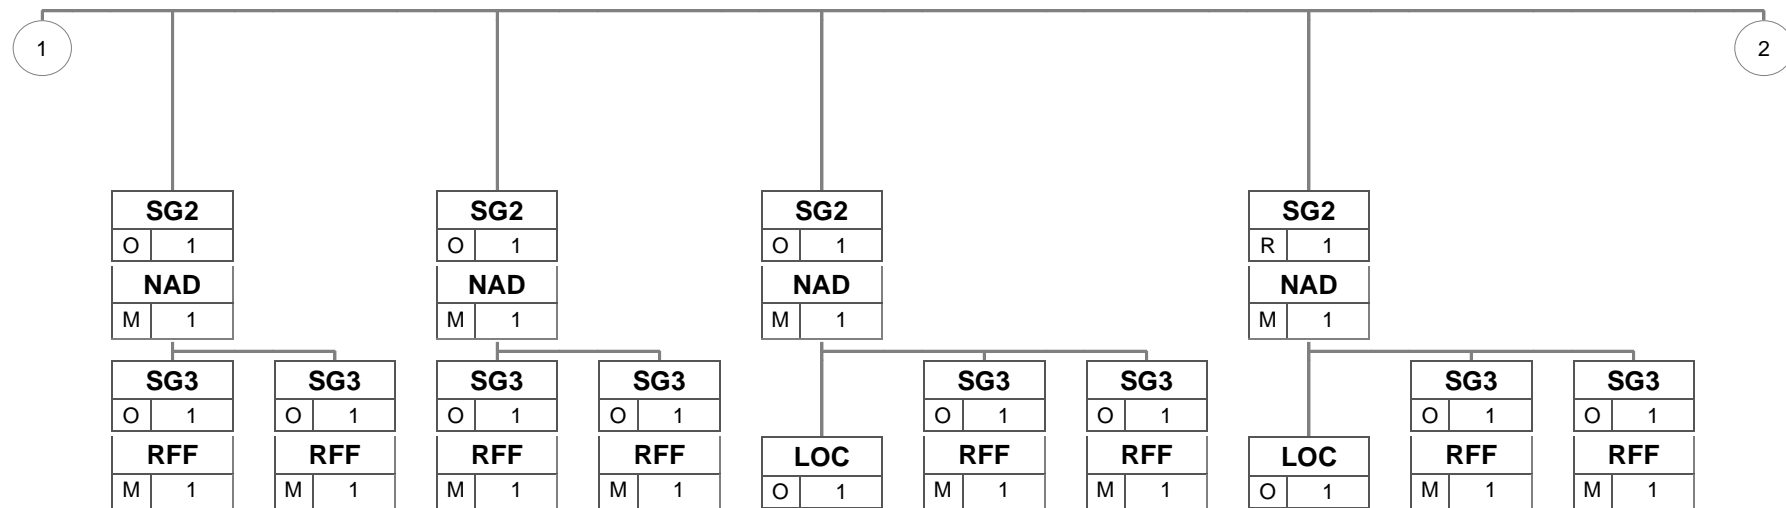 1 2
SG2 SG2 SG2 SG2
O 1 O 1 O 1 R 1
NAD NAD NAD NAD
M 1 M 1 M 1 M 1
SG3 SG3 SG3 SG3 SG3 SG3 SG3 SG3
O 1 O 1 O 1 O 1 O 1 O 1 O 1 O 1
RFF RFF RFF RFF LOC RFF RFF LOC RFF RFF
M 1 M 1 M 1 M 1 O 1 M 1 M 1 O 1 M 1 M 1